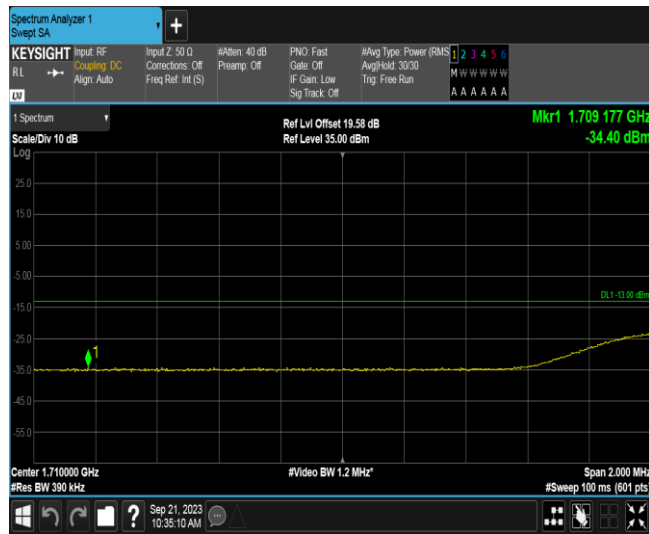 Spectrum Analyzer 1
Swept SA
KEYSIGHT
RL
LXI
Input: RF
Coupling: DC
Align: Auto
Input Z: 50 Ω
Corrections: Off
Freq Ref: Int (S)
#Atten: 40 dB
Preamp: Off
PNO: Fast
Gate: Off
IF Gain: Low
Sig Track: Off
#Avg Type: Power (RMS
Avg|Hold: 30/30
Trig: Free Run
1 2 3 4 5 6
M W W W W W
A A A A A A
1 Spectrum
Scale/Div 10 dB
Log
Ref Lvl Offset 19.58 dB
Ref Level 35.00 dBm
Mkr1 1.709 177 GHz
-34.40 dBm
25.0
15.0
5.00
-5.00
DL1 -13.00 dBm
-15.0
-25.0
1
-35.0
-45.0
-55.0
Center 1.710000 GHz
#Video BW 1.2 MHz*
Span 2.000 MHz
#Res BW 390 kHz
#Sweep 100 ms (601 pts
?
Sep 21, 2023
10:35:10 AM